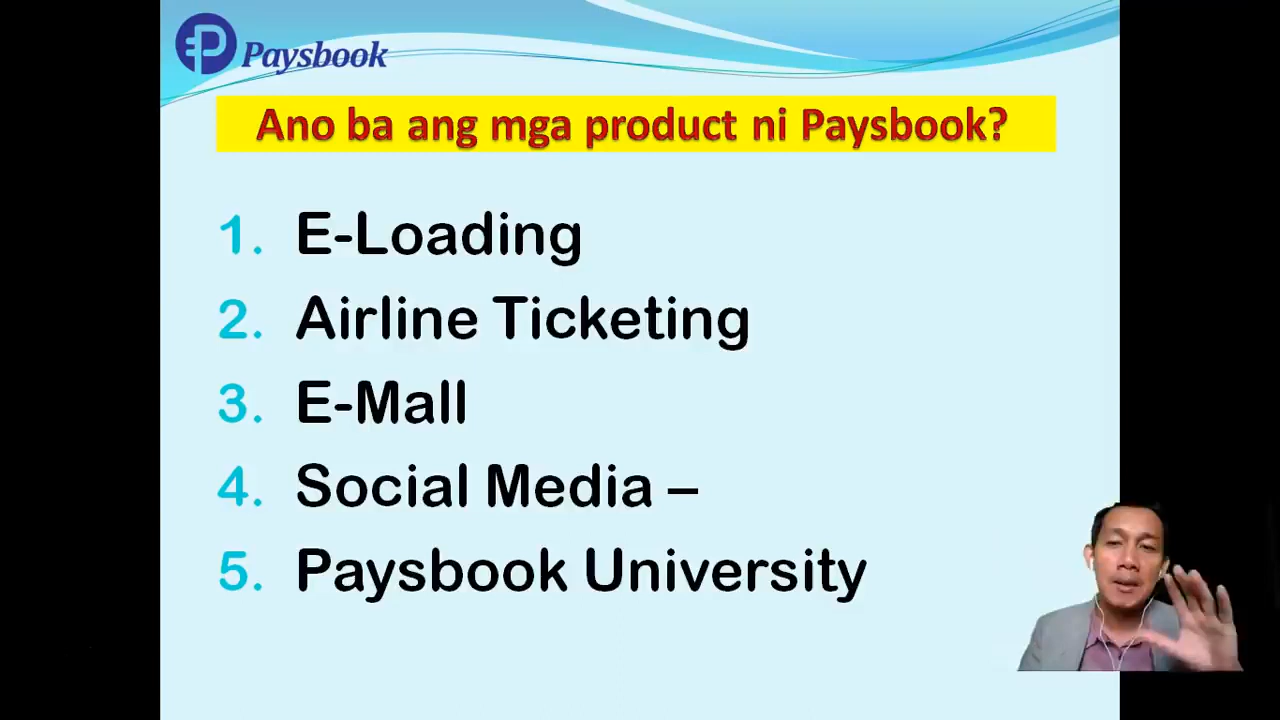 Paysbook
Ano ba ang mga product ni Paysbook?
1. E-Loading
2. Airline Ticketing
3. E-Mall
4. Social Media –
5. Paysbook University